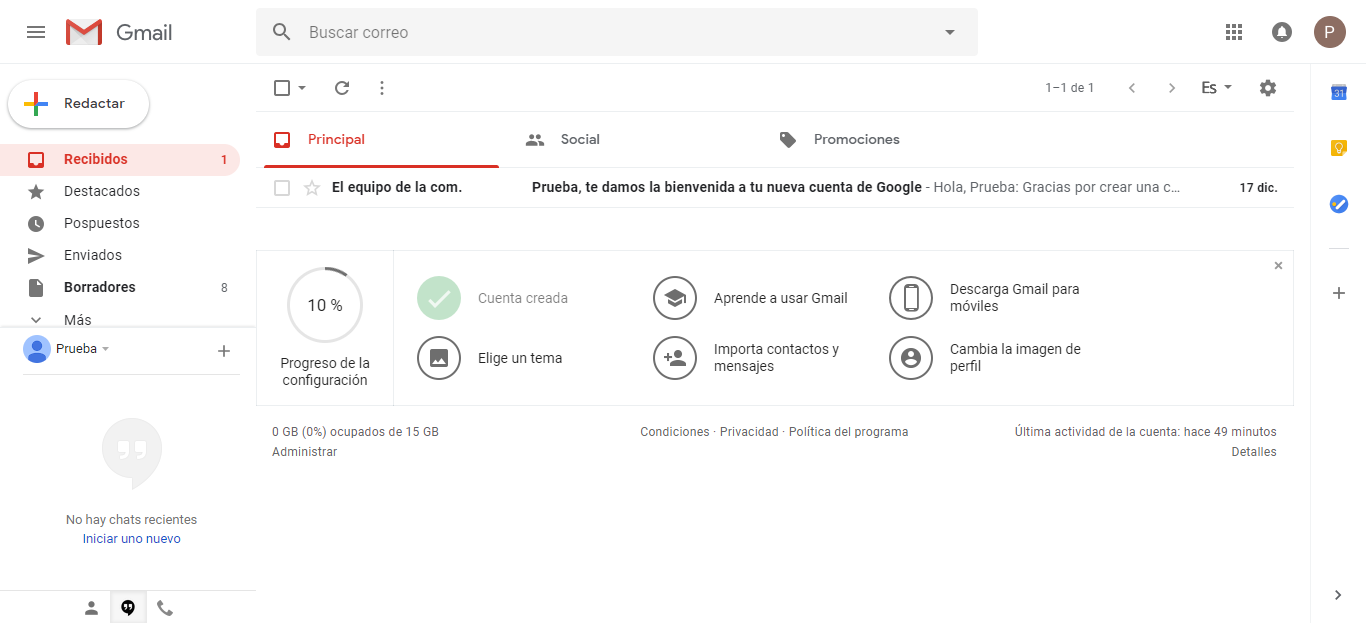 Gmail
Buscar correo
P
Redactar
1–1 de 1
Es
31
Principal
Social
Promociones
Recibidos 1
Destacados
Pospuestos
Enviados
Borradores 8
Más
El equipo de la com. Prueba, te damos la bienvenida a tu nueva cuenta de Google - Hola, Prueba: Gracias por crear una c… 17 dic.
10 %
Progreso de la
configuración
Cuenta creada
Aprende a usar Gmail
Descarga Gmail para
móviles
Elige un tema
Importa contactos y
mensajes
Cambia la imagen de
perfil
Prueba
0 GB (0%) ocupados de 15 GB
Administrar
Condiciones · Privacidad · Política del programa
Última actividad de la cuenta: hace 49 minutos
Detalles
No hay chats recientes
Iniciar uno nuevo